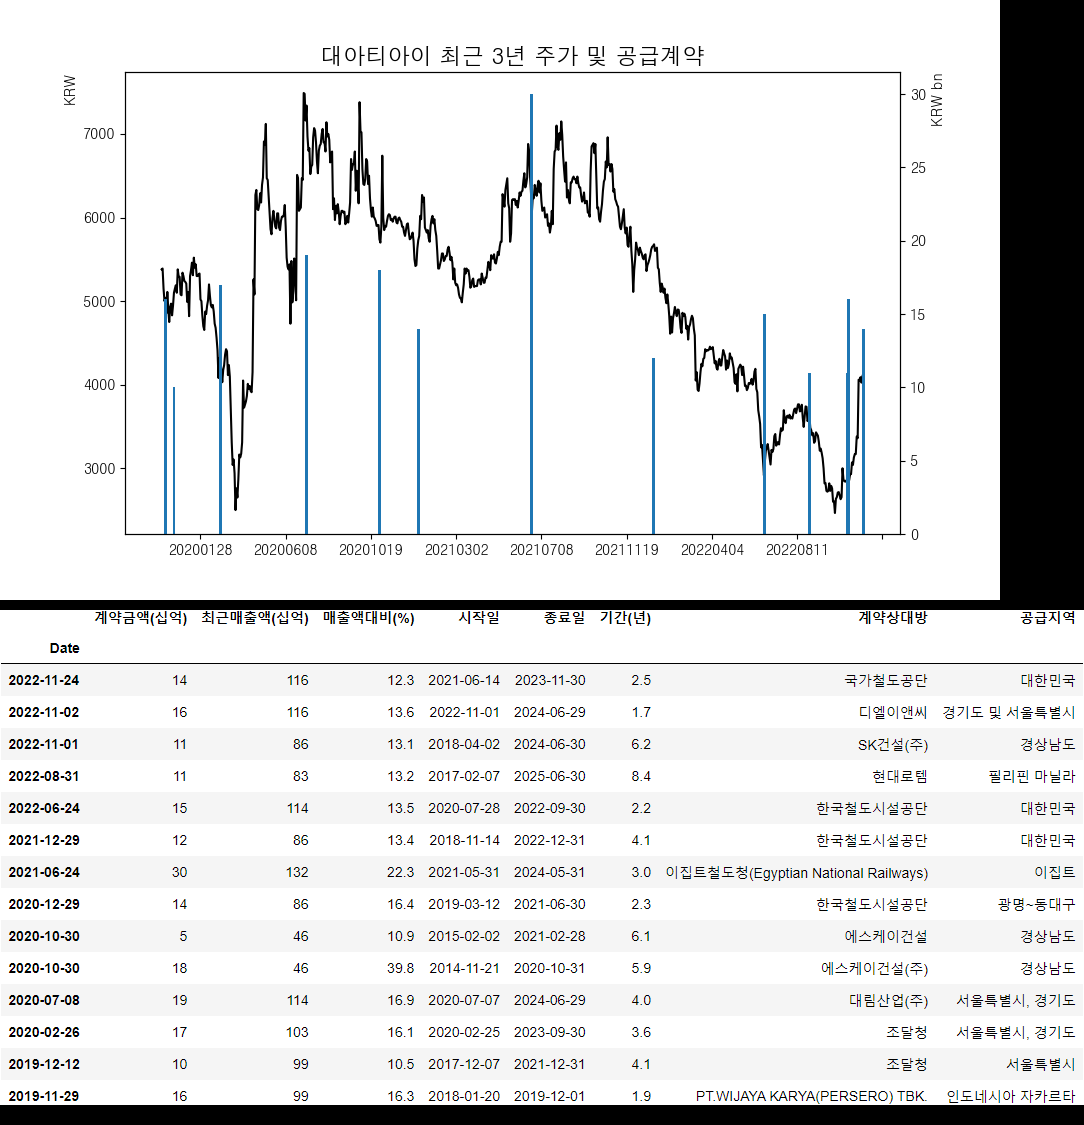 대아티아이 최근 3년 주가 및 공급계약
KRW
KRW bn
7000
6000
5000
4000
3000
30
25
20
15
10
5
0
20200128 20200608 20201019 20210302 20210708 20211119 20220404 20220811
계약금액(십억) 최근매출액(십억) 매출액대비(%) 시작일 종료일 기간(년) 계약상대방 공급지역
Date
2022-11-24 14 116 12.3 2021-06-14 2023-11-30 2.5 국가철도공단 대한민국
2022-11-02 16 116 13.6 2022-11-01 2024-06-29 1.7 디엘이앤씨 경기도 및 서울특별시
2022-11-01 11 86 13.1 2018-04-02 2024-06-30 6.2 SK건설(주) 경상남도
2022-08-31 11 83 13.2 2017-02-07 2025-06-30 8.4 현대로템 필리핀 마닐라
2022-06-24 15 114 13.5 2020-07-28 2022-09-30 2.2 한국철도시설공단 대한민국
2021-12-29 12 86 13.4 2018-11-14 2022-12-31 4.1 한국철도시설공단 대한민국
2021-06-24 30 132 22.3 2021-05-31 2024-05-31 3.0 이집트철도청(Egyptian National Railways) 이집트
2020-12-29 14 86 16.4 2019-03-12 2021-06-30 2.3 한국철도시설공단 광명~동대구
2020-10-30 5 46 10.9 2015-02-02 2021-02-28 6.1 에스케이건설 경상남도
2020-10-30 18 46 39.8 2014-11-21 2020-10-31 5.9 에스케이건설(주) 경상남도
2020-07-08 19 114 16.9 2020-07-07 2024-06-29 4.0 대림산업(주) 서울특별시, 경기도
2020-02-26 17 103 16.1 2020-02-25 2023-09-30 3.6 조달청 서울특별시, 경기도
2019-12-12 10 99 10.5 2017-12-07 2021-12-31 4.1 조달청 서울특별시
2019-11-29 16 99 16.3 2018-01-20 2019-12-01 1.9 PT.WIJAYA KARYA(PERSERO) TBK. 인도네시아 자카르타